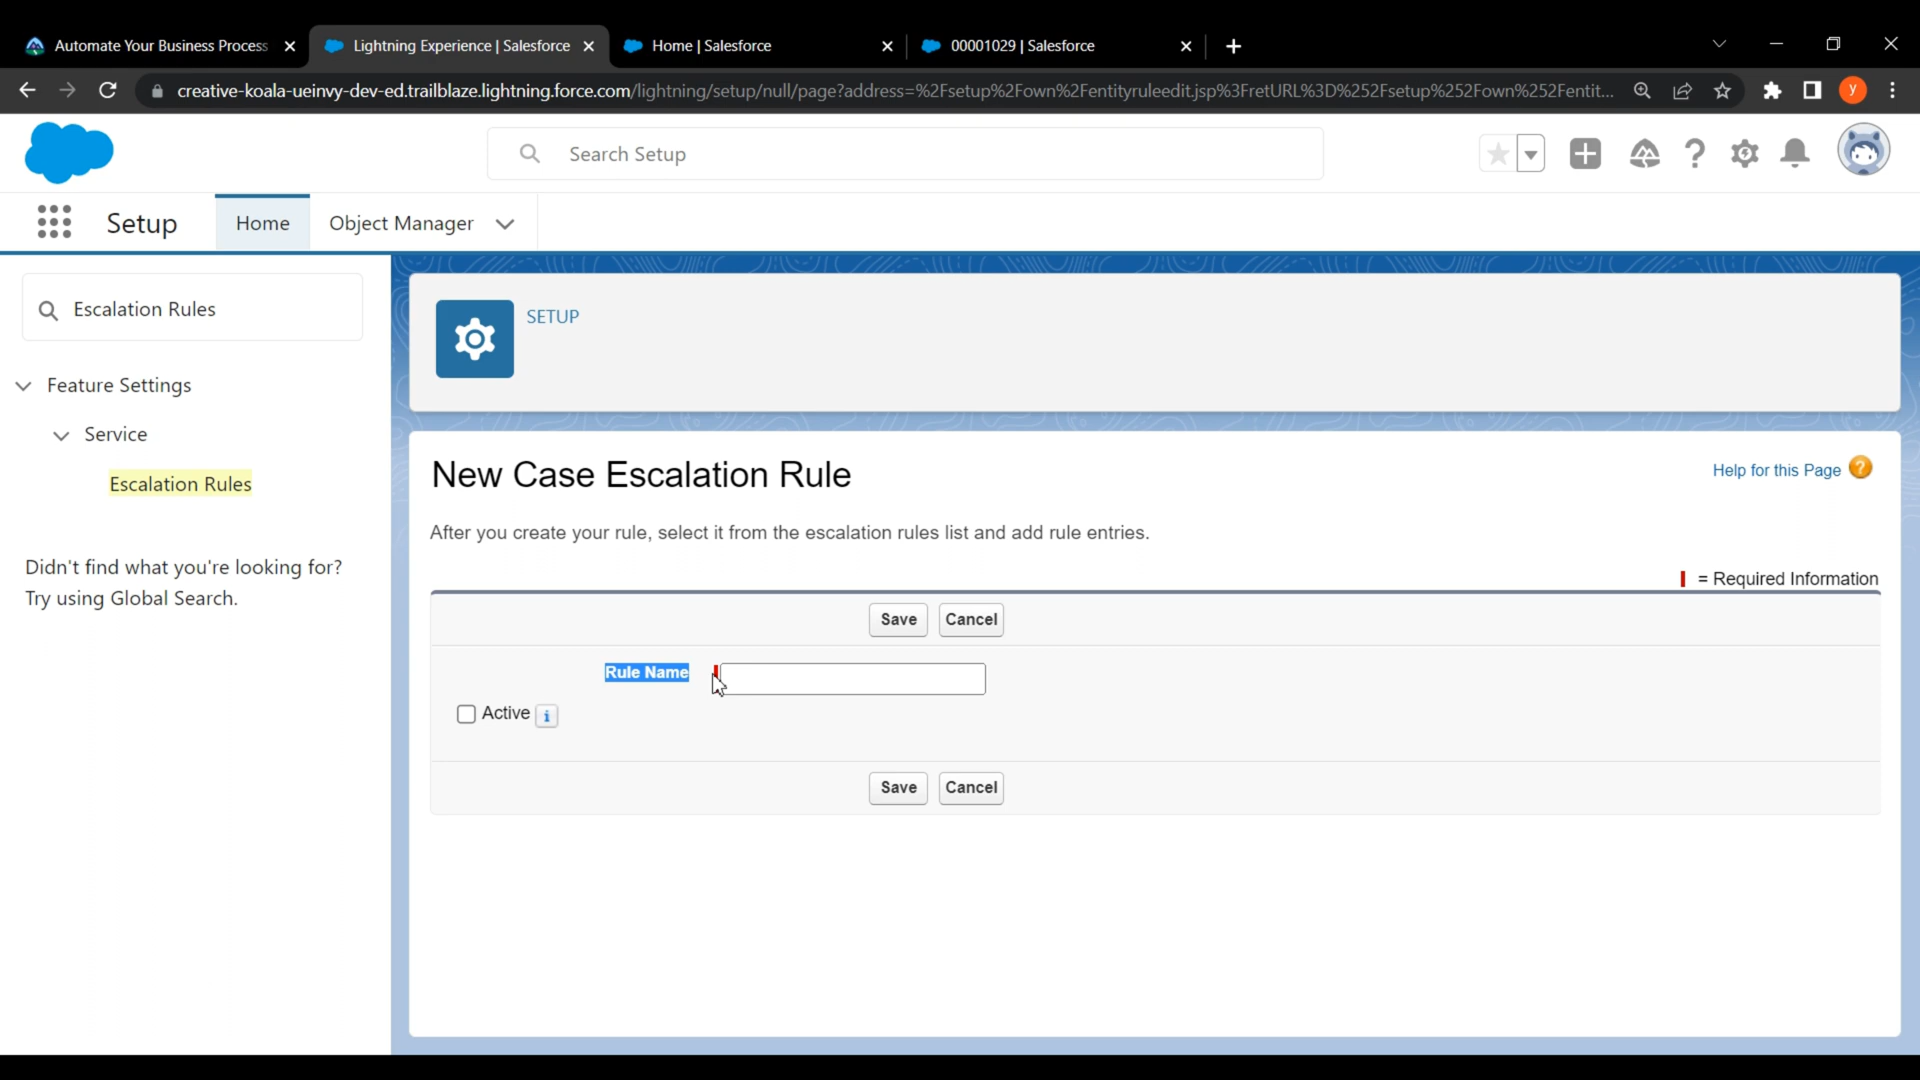 Automate Your Business Process
Lightning Experience | Salesforce
Home | Salesforce
00001029 | Salesforce
creative-koala-ueinvy-dev-ed.trailblaze.lightning.force.com/lightning/setup/null/page?address=%2Fsetup%2Fown%2Fentityruleedit.jsp%3FretURL%3D%252Fsetup%252Fown%252Fentit...
y
Search Setup
Setup
Home
Object Manager
Escalation Rules
SETUP
Feature Settings
Service
Escalation Rules
Didn't find what you're looking for?
Try using Global Search.
New Case Escalation Rule
Help for this Page
After you create your rule, select it from the escalation rules list and add rule entries.
= Required Information
Save Cancel
Rule Name
Active i
Save Cancel